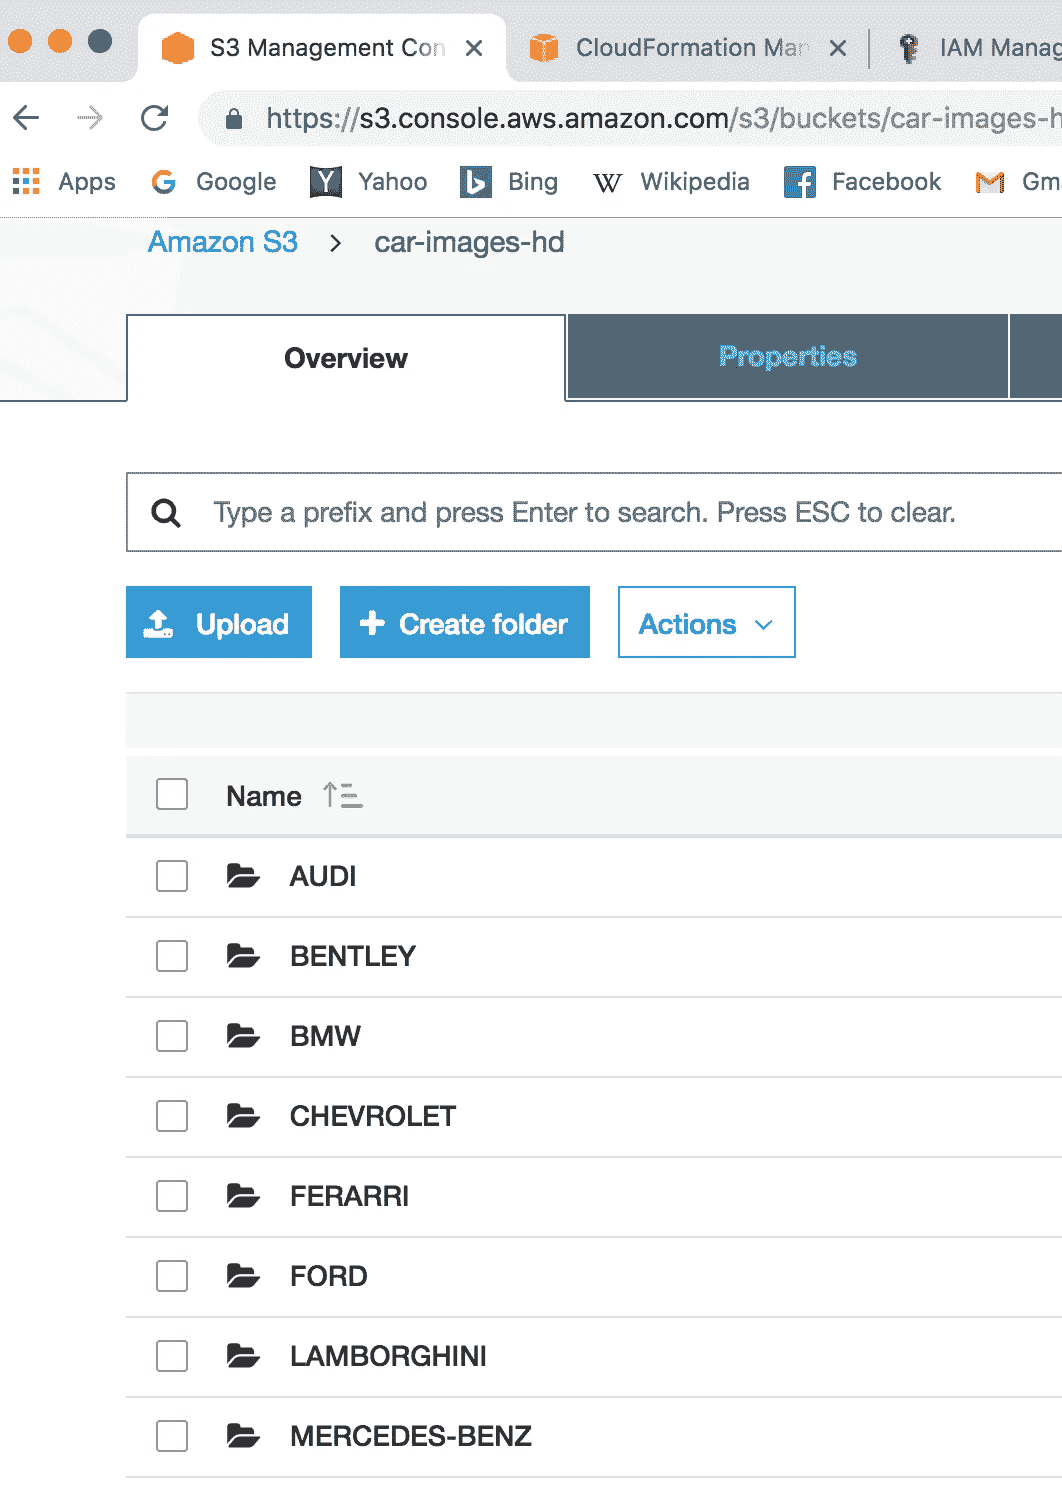 S3 Management Con
CloudFormation Man
IAM Manag
https://s3.console.aws.amazon.com/s3/buckets/car-images-h
Apps Google Yahoo Bing Wikipedia Facebook Gm
Amazon S3 > car-images-hd
Overview
Properties
Type a prefix and press Enter to search. Press ESC to clear.
Upload + Create folder Actions
Name
AUDI
BENTLEY
BMW
CHEVROLET
FERARRI
FORD
LAMBORGHINI
MERCEDES-BENZ